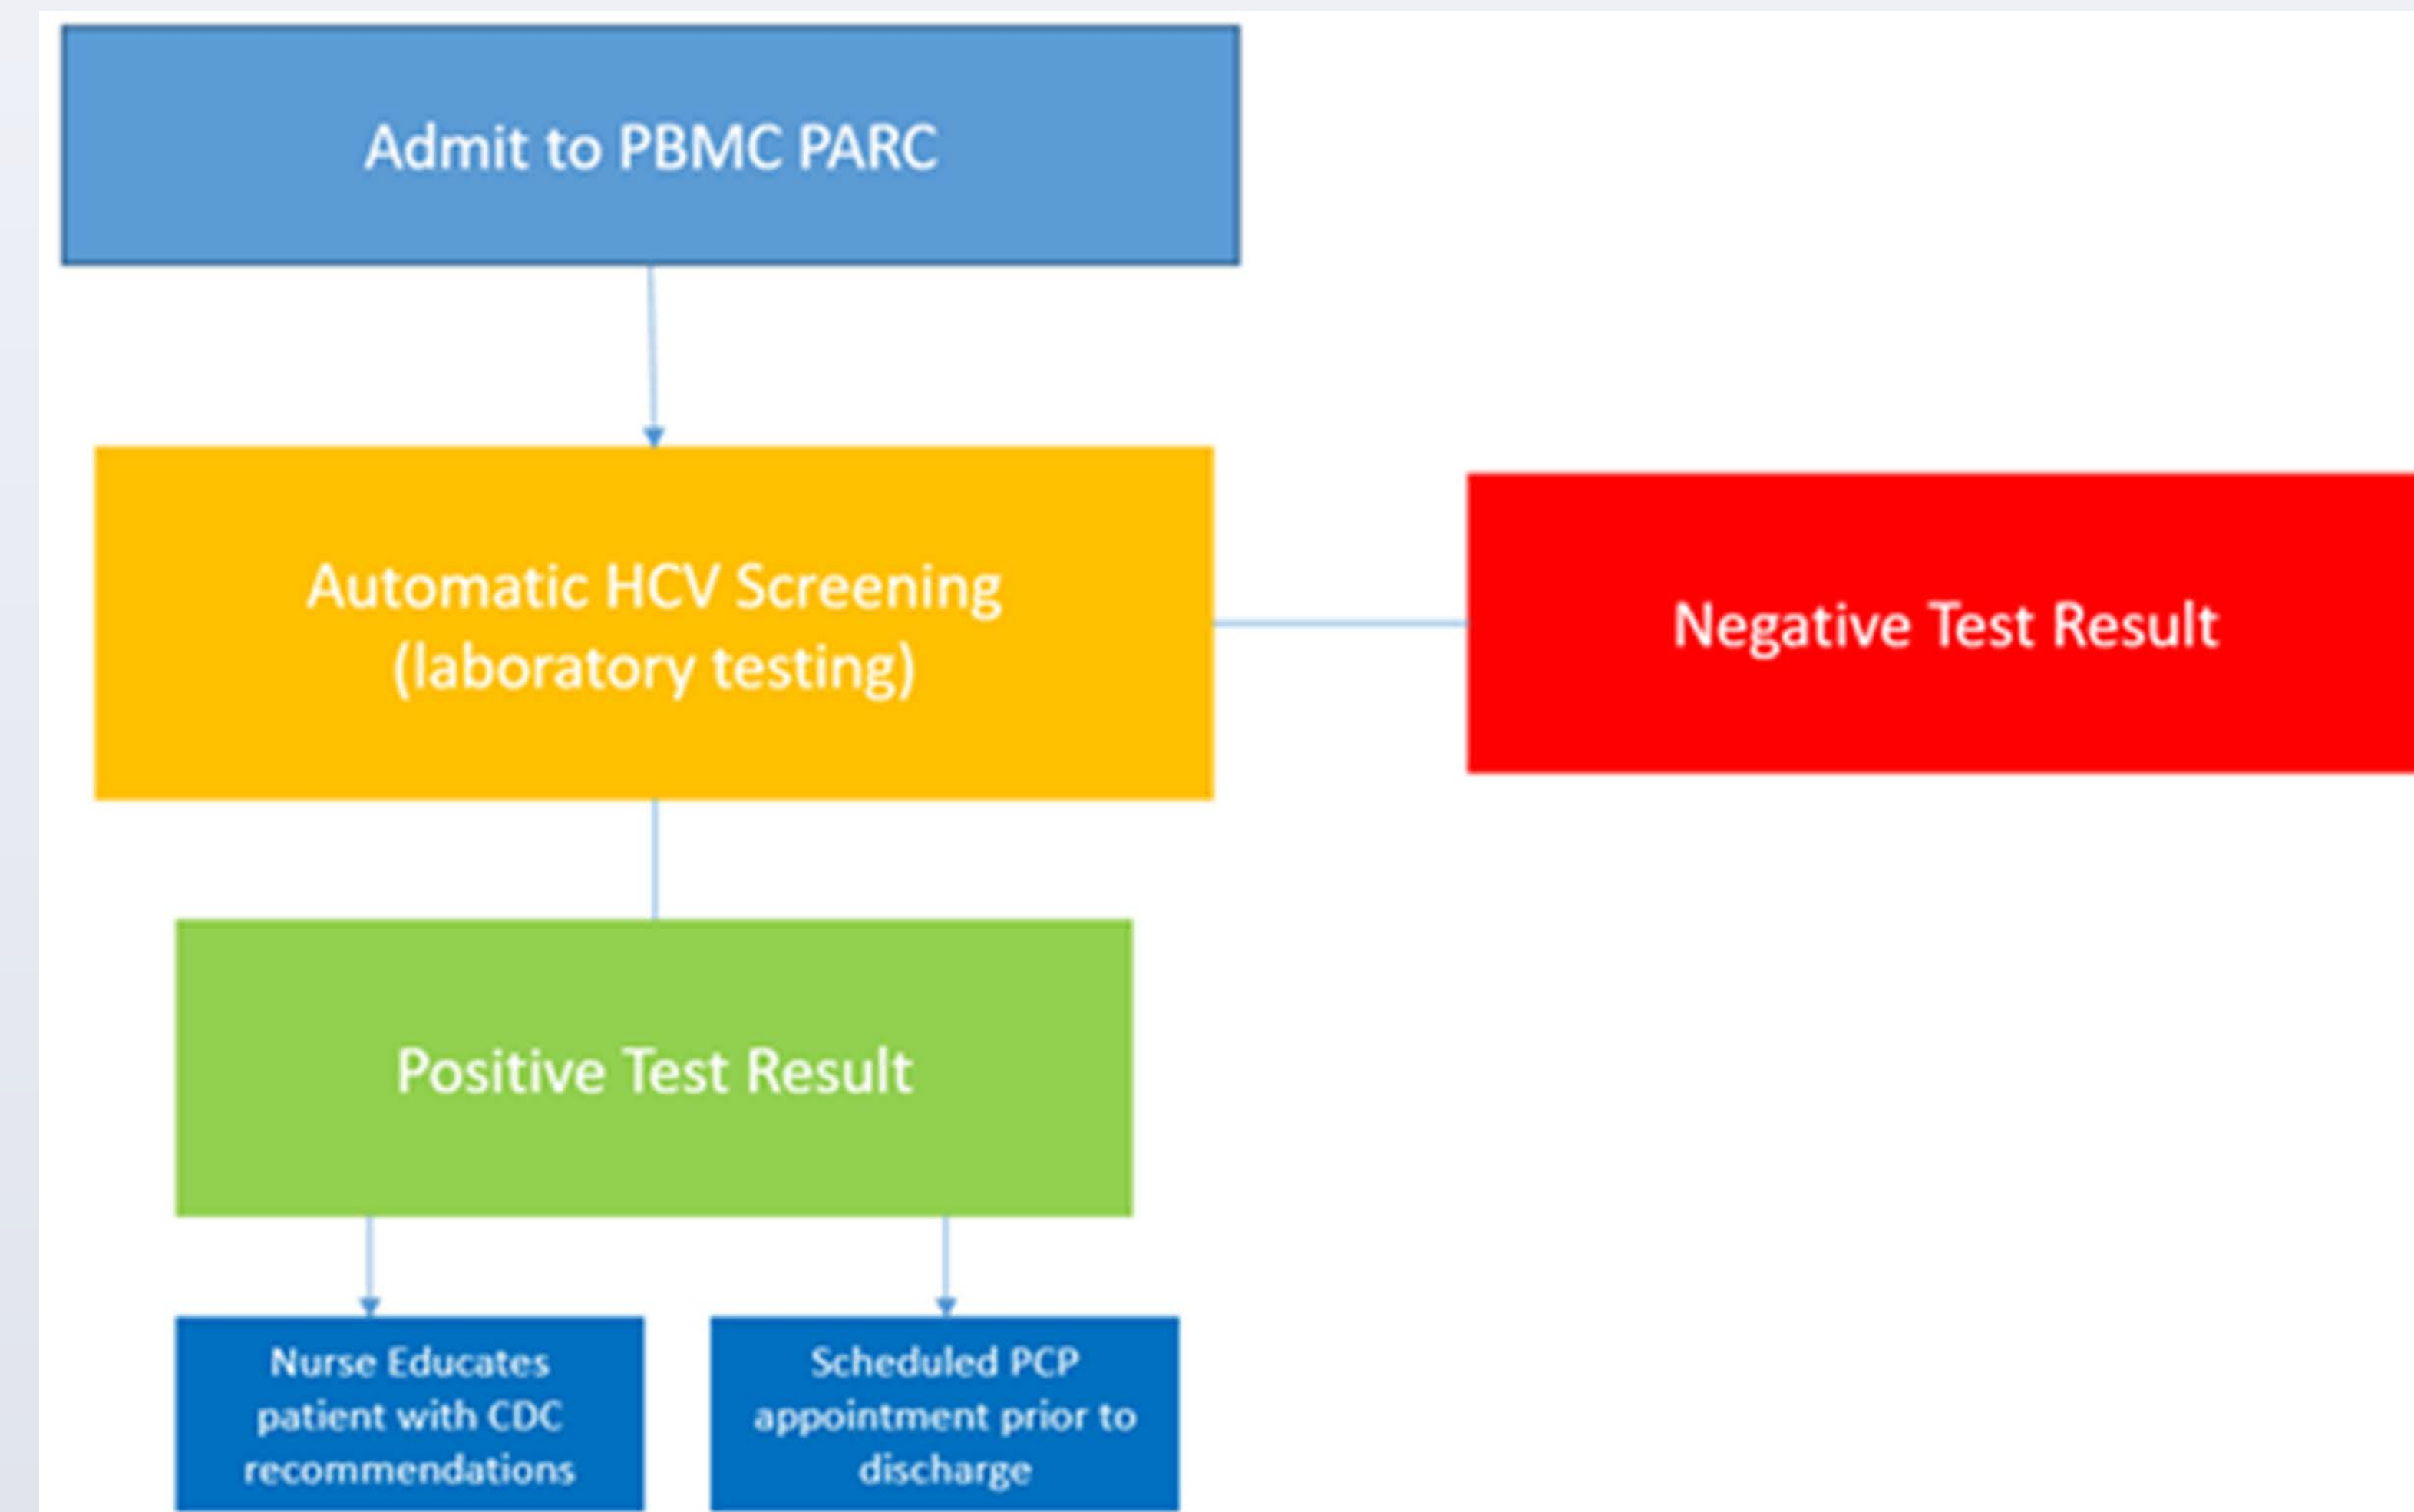 Admit to PBMC PARC
Automatic HCV Screening
(laboratory testing)
Negative Test Result
Positive Test Result
Nurse Educates
patient with CDC
recommendations
Scheduled PCP
appointment prior to
discharge